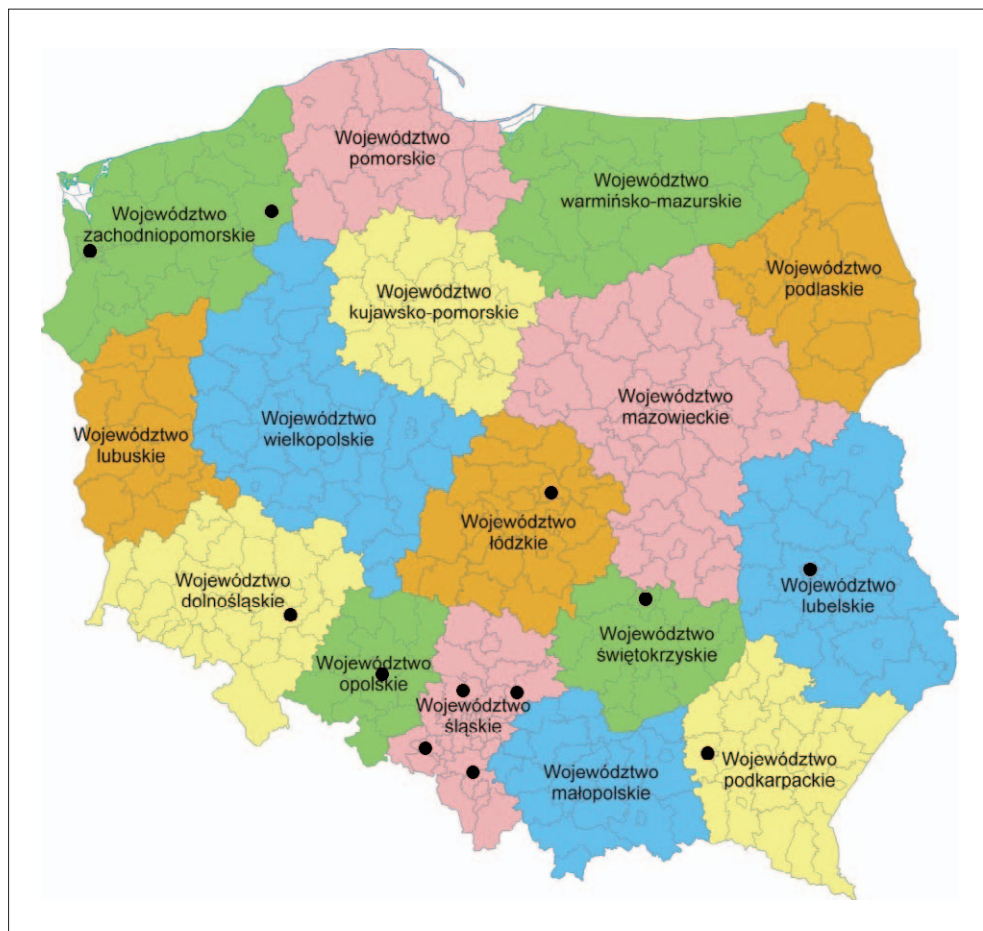 Województwo
pomorskie
Województwo
warmińsko-mazurskie
Województwo
zachodniopomorskie
Województwo
podlaskie
Województwo
kujawsko-pomorskie
Województwo
mazowieckie
Województwo
wielkopolskie
Województwo
lubuskie
Województwo
łódzkie
Województwo
dolnośląskie
Województwo
lubelskie
Województwo
świętokrzyskie
Województwo
opolskie
Województwo
śląskie
Województwo
małopolskie
Województwo
podkarpackie